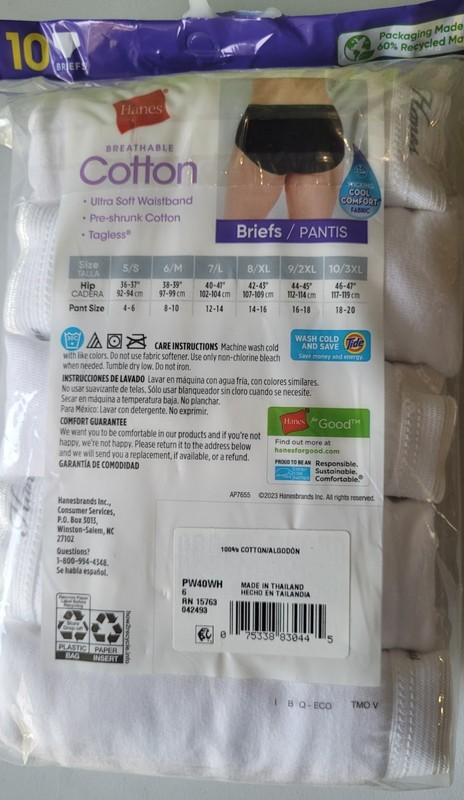 10
BRIEFS
Packaging Made
60% Recycled Ma
Hanes
BREATHABLE
Cotton
• Ultra Soft Waistband
• Pre-shrunk Cotton
• Tagless®
WICKING
COOL
COMFORT
FABRIC
Briefs / PANTIS
Size TALLA 5/S 6/M 7/L 8/XL 9/2XL 10/3XL
Hip 36-37" 38-39" 40-41" 42-43" 44-45" 46-47"
CADERA 92-94 cm 97-99 cm 102-104 cm 107-109 cm 112-114 cm 117-119 cm
Pant Size 4-6 8-10 12-14 14-16 16-18 18-20
CARE INSTRUCTIONS Machine wash cold
with like colors. Do not use fabric softener. Use only non-chlorine bleach
when needed. Tumble dry low. Do not iron.
WASH COLD
AND SAVE
Tide
Save money and energy.
INSTRUCCIONES DE LAVADO Lavar en máquina con agua fría, con colores similares.
No usar suavizante de telas. Sólo usar blanqueador sin cloro cuando se necesite.
Secar en máquina a temperatura baja. No planchar.
Para México: Lavar con detergente. No exprimir.
COMFORT GUARANTEE
We want you to be comfortable in our products and if you're not
happy, we're not happy. Please return it to the address below
and we will send you a replacement, if available, or a refund.
GARANTÍA DE COMODIDAD
Hanes for Good™
Find out more at
hanesforgood.com
PROUD TO BE AN
Responsible.
Sustainable.
Comfortable.®
AP7655 ©2023 Hanesbrands Inc. All rights reserved.
Hanesbrands Inc.,
Consumer Services,
P.O. Box 3013,
Winston-Salem, NC
27102
Questions?
1-800-994-4348.
Se habla español.
100% COTTON/ALGODÓN
PW40WH
6
RN 15763
042493
MADE IN THAILAND
HECHO EN TAILANDIA
0 75338 83044 5
Store
Drop-off
PLASTIC
BAG
PAPER
INSERT
how2recycle.info
I B Q - ECO TMO V